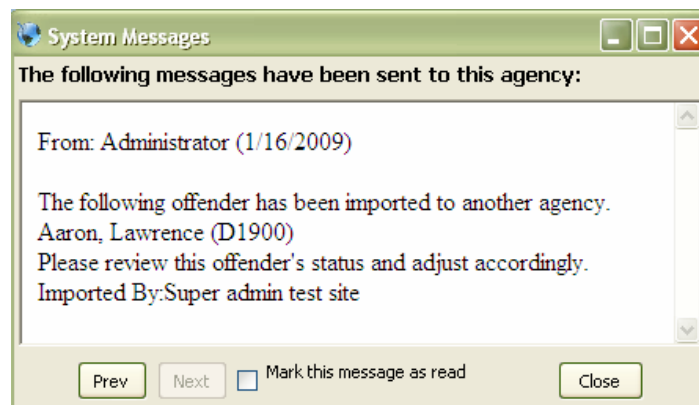 System Messages
The following messages have been sent to this agency:
From: Administrator (1/16/2009)
The following offender has been imported to another agency.
Aaron, Lawrence (D1900)
Please review this offender's status and adjust accordingly.
Imported By:Super admin test site
Prev Next Mark this message as read Close